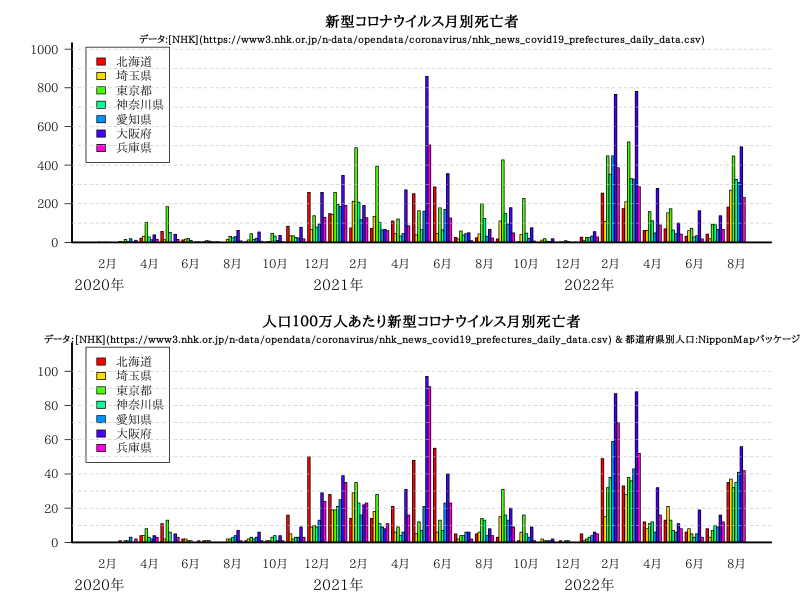 新型コロナウイルス月別死亡者
データ:[NHK](https://www3.nhk.or.jp/n-data/opendata/coronavirus/nhk_news_covid19_prefectures_daily_data.csv)
1000
800
600
400
200
0
北海道
埼玉県
東京都
神奈川県
愛知県
大阪府
兵庫県
2月 4月 6月 8月 10月 12月 2月 4月 6月 8月 10月 12月 2月 4月 6月 8月
2020年 2021年 2022年
人口100万人あたり新型コロナウイルス月別死亡者
データ:[NHK](https://www3.nhk.or.jp/n-data/opendata/coronavirus/nhk_news_covid19_prefectures_daily_data.csv) & 都道府県別人口:NipponMapパッケージ
100
80
60
40
20
0
北海道
埼玉県
東京都
神奈川県
愛知県
大阪府
兵庫県
2月 4月 6月 8月 10月 12月 2月 4月 6月 8月 10月 12月 2月 4月 6月 8月
2020年 2021年 2022年